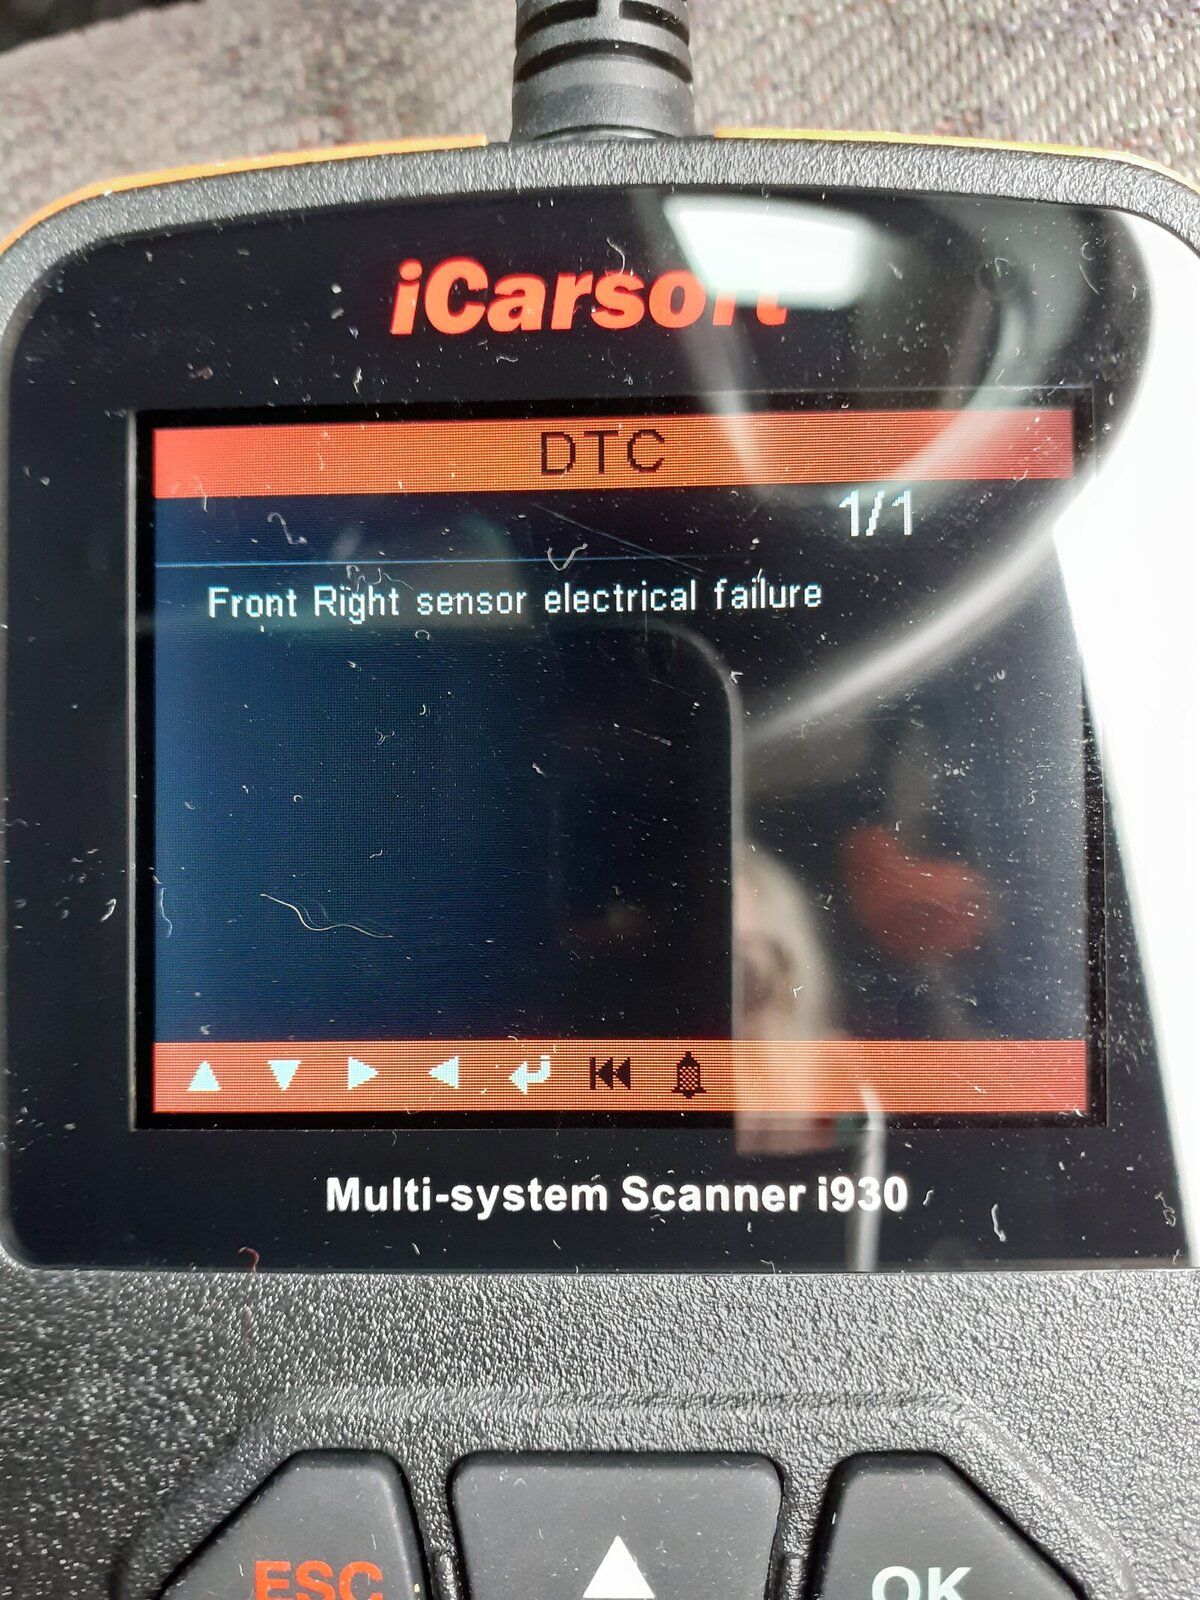 iCarsoft
DTC
1/1
Front Right sensor electrical failure
Multi-system Scanner i930
ESC
OK